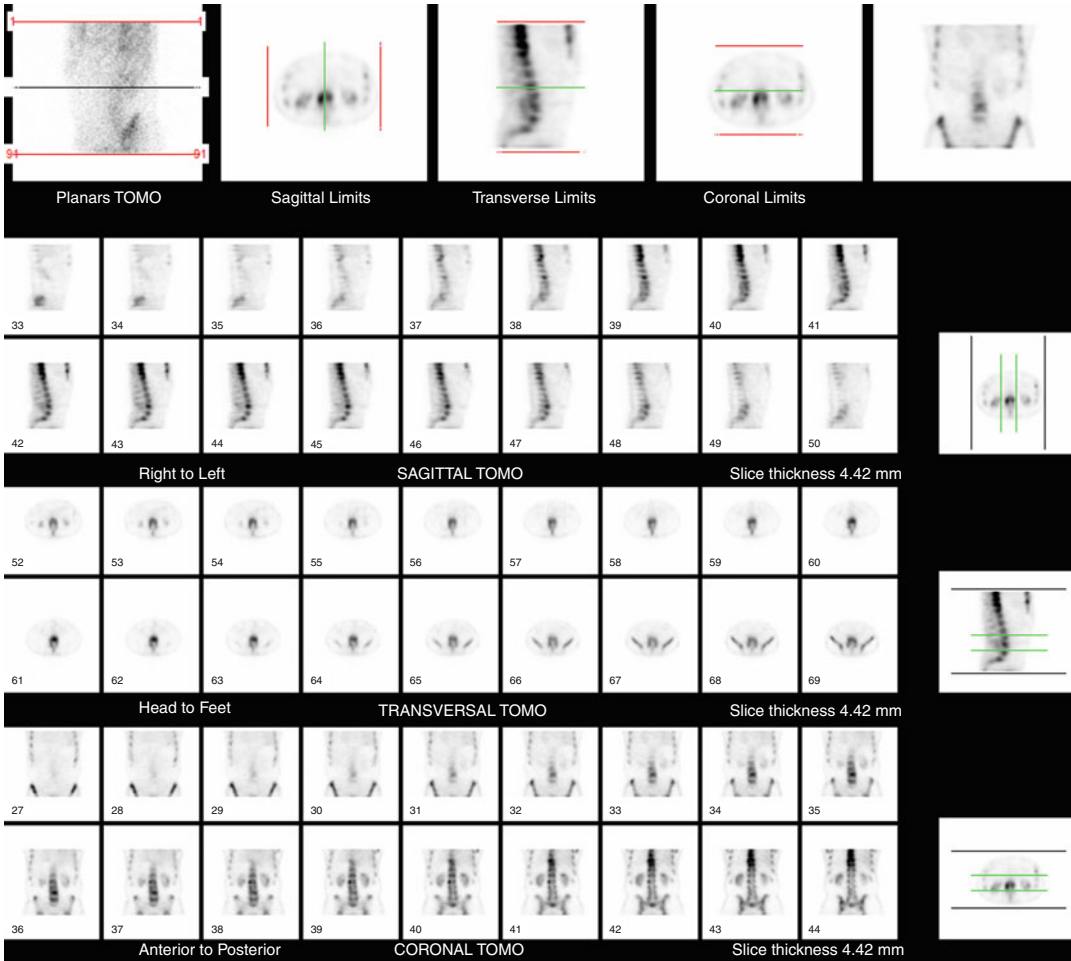 1 1
91 91
Planars TOMO Sagittal Limits Transverse Limits Coronal Limits
33 34 35 36 37 38 39 40 41
42 43 44 45 46 47 48 49 50
Right to Left SAGITTAL TOMO Slice thickness 4.42 mm
52 53 54 55 56 57 58 59 60
61 62 63 64 65 66 67 68 69
Head to Feet TRANSVERSAL TOMO Slice thickness 4.42 mm
27 28 29 30 31 32 33 34 35
36 37 38 39 40 41 42 43 44
Anterior to Posterior CORONAL TOMO Slice thickness 4.42 mm